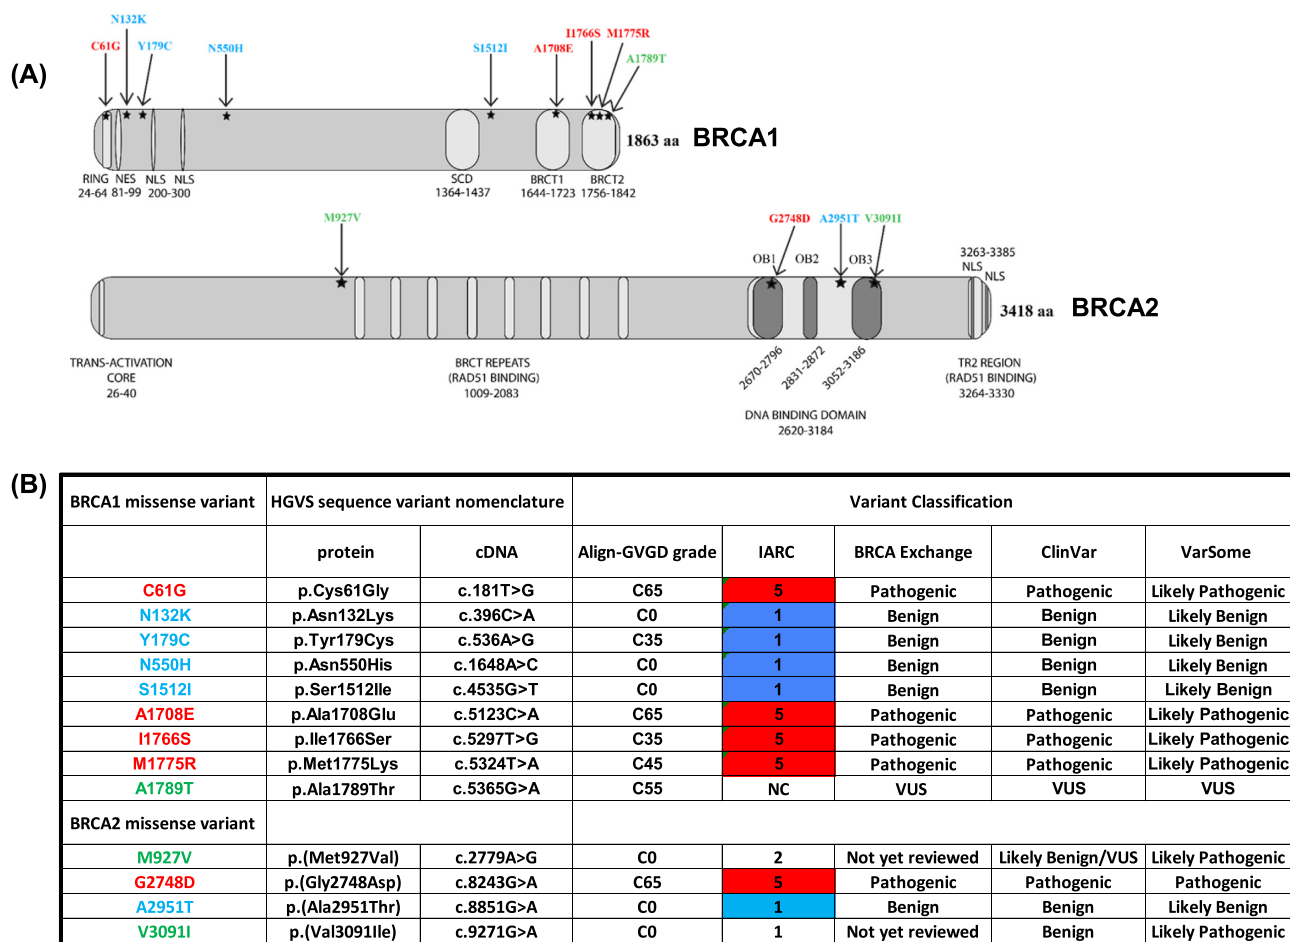 (A)
N132K
C61G
Y179C
N550H
S1512I
A1708E
I1766S
M1775R
A1789T
1863 aa BRCA1
RING
24-64
NES
81-99
NLS NLS
200-300
SCD
1364-1437
BRCT1
1644-1723
BRCT2
1756-1842
M927V
G2748D
A2951T
V3091I
OB1
OB2
OB3
3263-3385
NLS
NLS
3418 aa BRCA2
TRANS-ACTIVATION
CORE
26-40
BRCT REPEATS
(RAD51 BINDING)
1009-2083
2670-2796
2831-2872
3052-3186
DNA BINDING DOMAIN
2620-3184
TR2 REGION
(RAD51 BINDING)
3264-3330
(B)
BRCA1 missense variant HGVS sequence variant nomenclature Variant Classification
protein cDNA Align-GVGD grade IARC BRCA Exchange ClinVar VarSome
C61G p.Cys61Gly c.181T>G C65 5 Pathogenic Pathogenic Likely Pathogenic
N132K p.Asn132Lys c.396C>A C0 1 Benign Benign Likely Benign
Y179C p.Tyr179Cys c.536A>G C35 1 Benign Benign Likely Benign
N550H p.Asn550His c.1648A>C C0 1 Benign Benign Likely Benign
S1512I p.Ser1512Ile c.4535G>T C0 1 Benign Benign Likely Benign
A1708E p.Ala1708Glu c.5123C>A C65 5 Pathogenic Pathogenic Likely Pathogenic
I1766S p.Ile1766Ser c.5297T>G C35 5 Pathogenic Pathogenic Likely Pathogenic
M1775R p.Met1775Lys c.5324T>A C45 5 Pathogenic Pathogenic Likely Pathogenic
A1789T p.Ala1789Thr c.5365G>A C55 NC VUS VUS VUS
BRCA2 missense variant
M927V p.(Met927Val) c.2779A>G C0 2 Not yet reviewed Likely Benign/VUS Likely Pathogenic
G2748D p.(Gly2748Asp) c.8243G>A C65 5 Pathogenic Pathogenic Pathogenic
A2951T p.(Ala2951Thr) c.8851G>A C0 1 Benign Benign Likely Benign
V3091I p.(Val3091Ile) c.9271G>A C0 1 Not yet reviewed Benign Likely Pathogenic